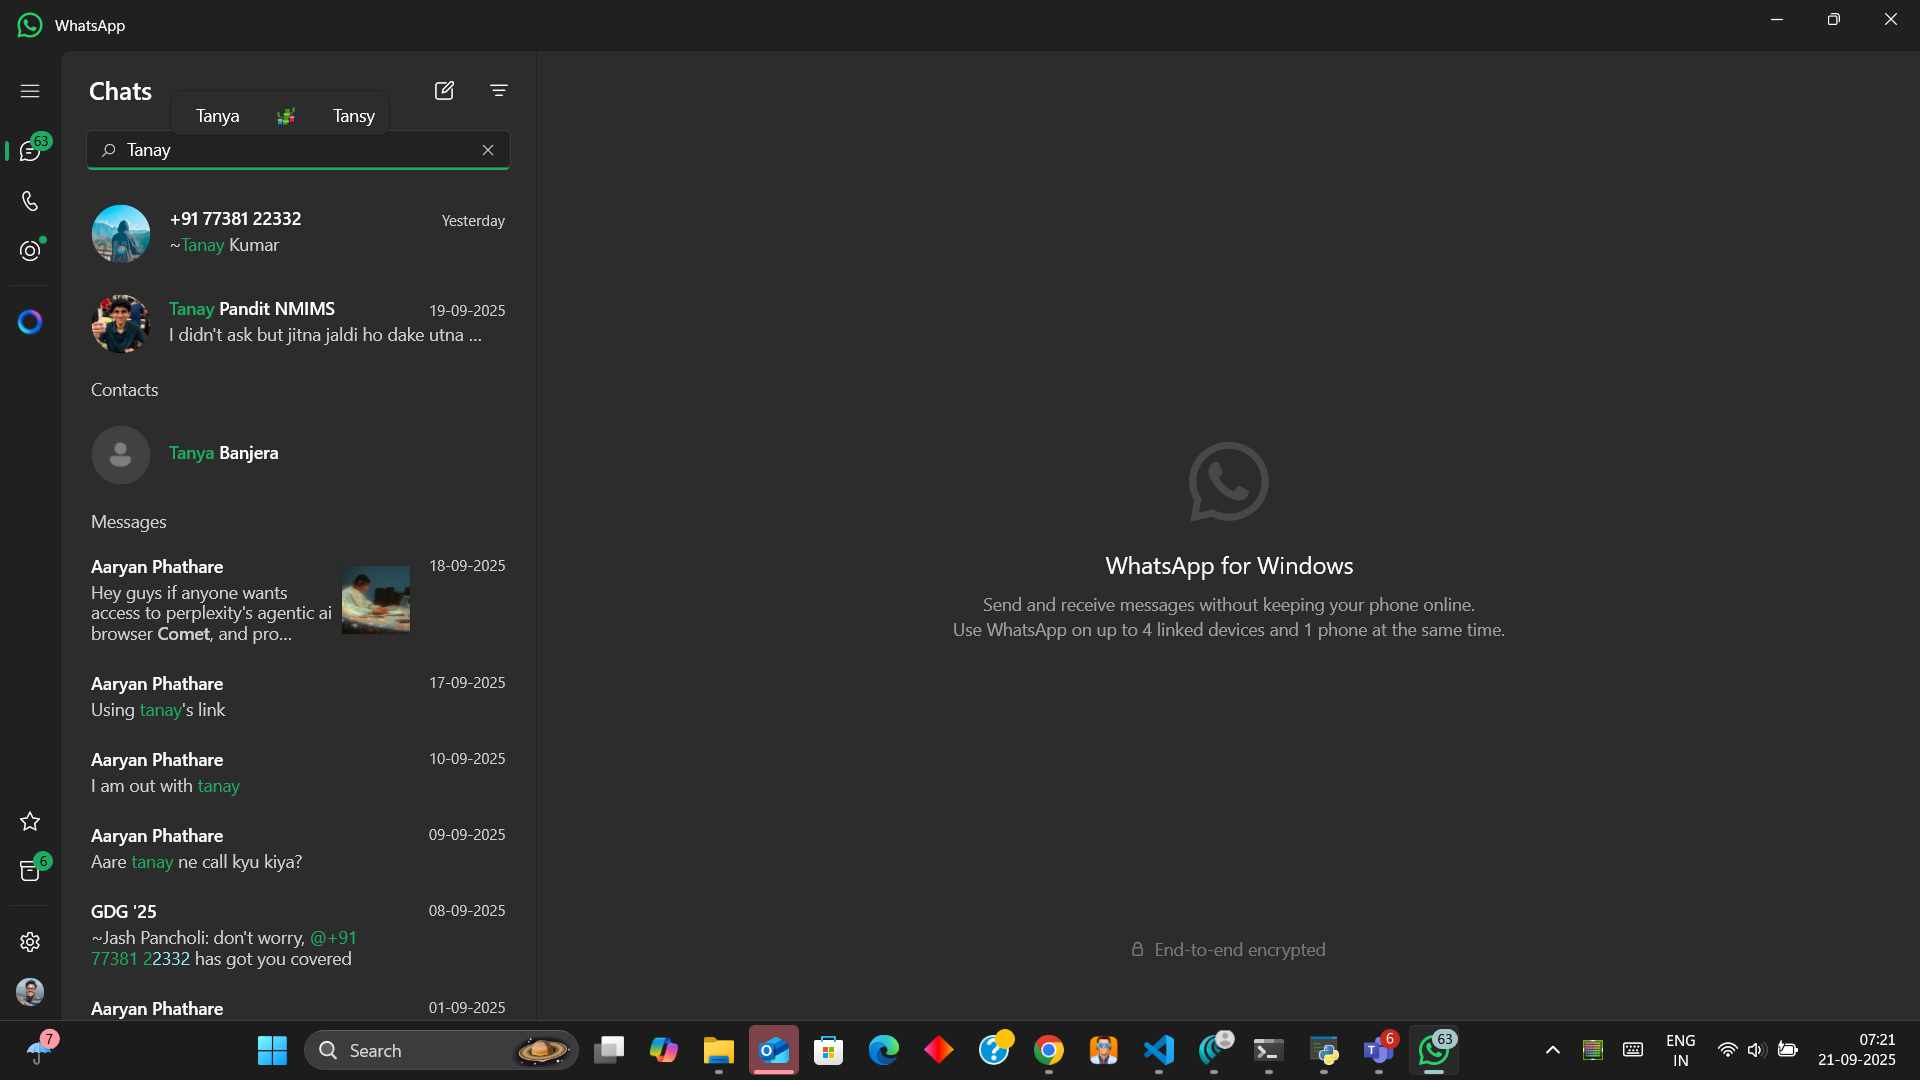 WhatsApp
Chats
Tanya Tansy
63
Tanay
+91 77381 22332
Yesterday
~Tanay Kumar
Tanay Pandit NMIMS
19-09-2025
I didn't ask but jitna jaldi ho dake utna ...
Contacts
Tanya Banjera
Messages
Aaryan Phathare
18-09-2025
Hey guys if anyone wants
access to perplexity's agentic ai
browser Comet, and pro...
Aaryan Phathare
17-09-2025
Using tanay's link
Aaryan Phathare
10-09-2025
I am out with tanay
Aaryan Phathare
09-09-2025
Aare tanay ne call kyu kiya?
6
GDG '25
08-09-2025
~Jash Pancholi: don't worry, @+91
77381 22332 has got you covered
Aaryan Phathare
01-09-2025
WhatsApp for Windows
Send and receive messages without keeping your phone online.
Use WhatsApp on up to 4 linked devices and 1 phone at the same time.
End-to-end encrypted
7
Search
6
63
ENG
IN
07:21
21-09-2025